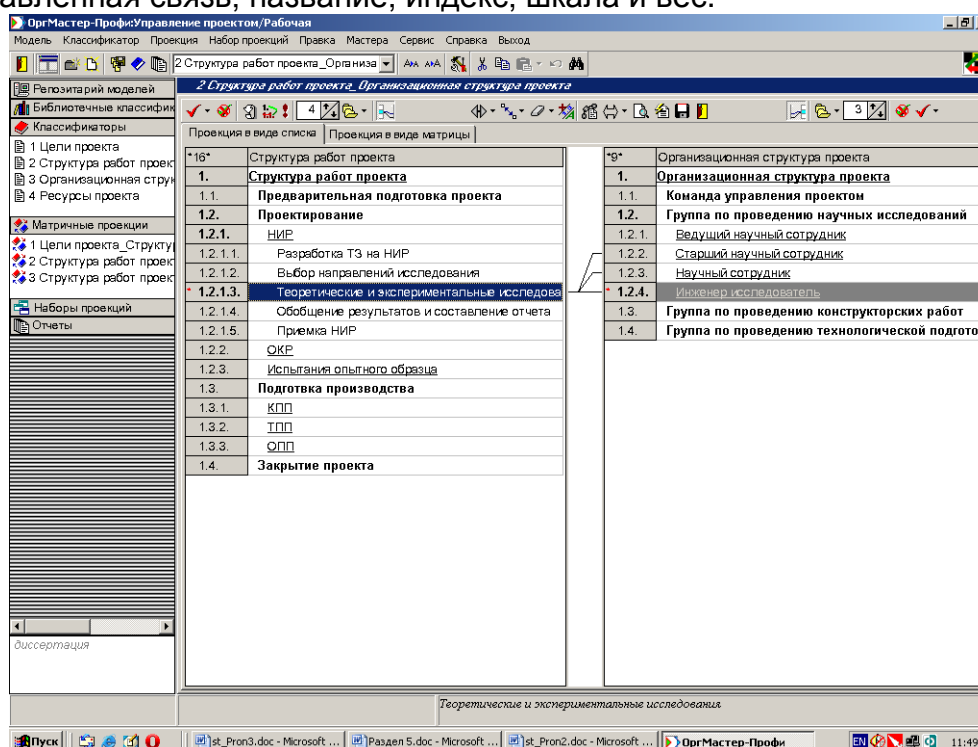 авленная связь, название, индекс, шкала и вес.
ОргМастер-Профи:Управление проектом/Рабочая
Модель Классификатор Проекция Набор проекций Правка Мастера Сервис Справка Выход
2 Структура работ проекта_Организа
Репозитарий моделей
Библиотечные классифик
Классификаторы
1 Цели проекта
2 Структура работ проек
3 Организационная струк
4 Ресурсы проекта
Матричные проекции
1 Цели проекта_Структу
2 Структура работ проек
3 Структура работ проек
Наборы проекций
Отчеты
диссертация
2 Структура работ проекта_Организационная структура проекта
4
3
Проекция в виде списка Проекция в виде матрицы
*16* Структура работ проекта
1. Структура работ проекта
1.1. Предварительная подготовка проекта
1.2. Проектирование
1.2.1. НИР
1.2.1.1. Разработка ТЗ на НИР
1.2.1.2. Выбор направлений исследования
* 1.2.1.3. Теоретические и экспериментальные исследова
1.2.1.4. Обобщение результатов и составление отчета
1.2.1.5. Приемка НИР
1.2.2. ОКР
1.2.3. Испытания опытного образца
1.3. Подготвка производства
1.3.1. КПП
1.3.2. ТПП
1.3.3. ОПП
1.4. Закрытие проекта
*9* Организационная структура проекта
1. Организационная структура проекта
1.1. Команда управления проектом
1.2. Группа по проведению научных исследований
1.2.1. Ведущий научный сотрудник
1.2.2. Старший научный сотрудник
1.2.3. Научный сотрудник
* 1.2.4. Инженер исследователь
1.3. Группа по проведению конструкторских работ
1.4. Группа по проведению технологической подгото
Теоретические и экспериментальные исследования
Пуск
st_Pron3.doc - Microsoft ...
Раздел 5.doc - Microsoft ...
st_Pron2.doc - Microsoft ...
ОргМастер-Профи
EN
11:49